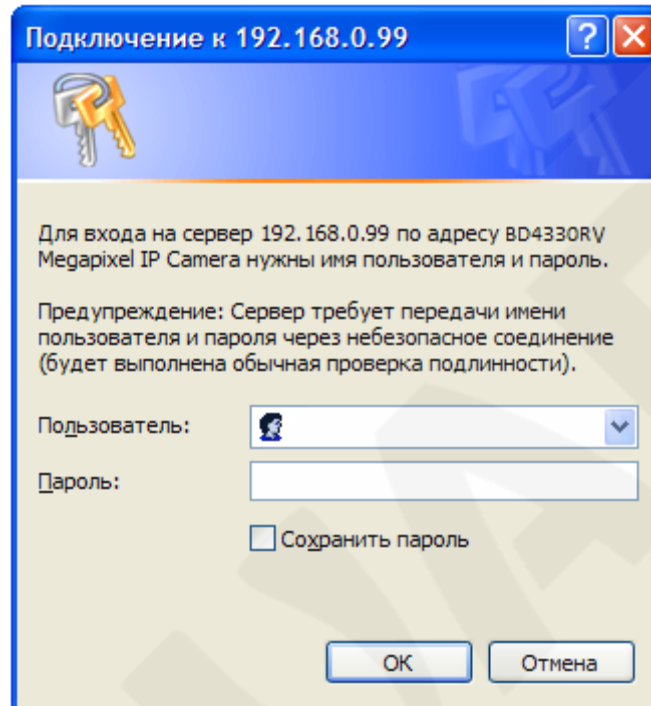 Подключение к 192.168.0.99
Для входа на сервер 192.168.0.99 по адресу BD4330RV
Megapixel IP Camera нужны имя пользователя и пароль.
Предупреждение: Сервер требует передачи имени
пользователя и пароля через небезопасное соединение
(будет выполнена обычная проверка подлинности).
Пользователь:
Пароль:
Сохранить пароль
ОК
Отмена